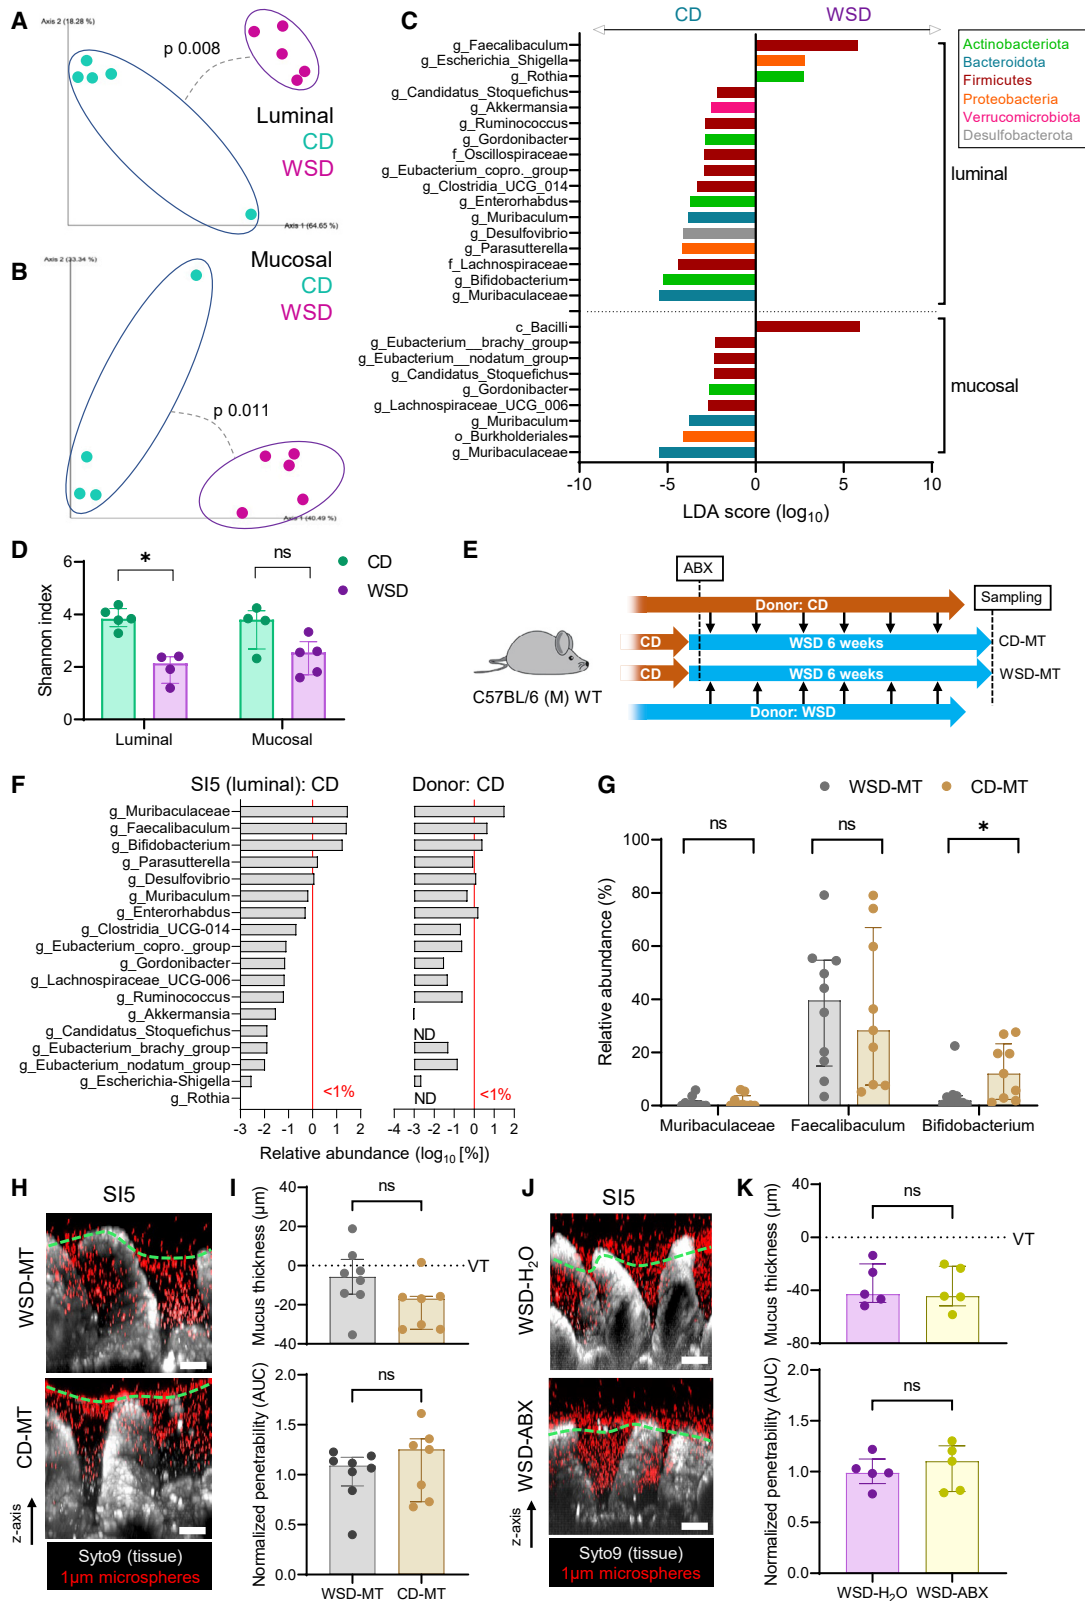 A
Axis 2 (18.28 %)
p 0.008
Luminal
CD
WSD
Axis 1 (64.65 %)
B
Axis 2 (33.34 %)
Mucosal
CD
WSD
p 0.011
Axis 1 (40.49 %)
C
CD
WSD
g_Faecalibaculum
g_Escherichia_Shigella
g_Rothia
g_Candidatus_Stoquefichus
g_Akkermansia
g_Ruminococcus
g_Gordonibacter
f_Oscillospiraceae
g_Eubacterium_copro._group
g_Clostridia_UCG_014
g_Enterorhabdus
g_Muribaculum
g_Desulfovibrio
g_Parasutterella
f_Lachnospiraceae
g_Bifidobacterium
g_Muribaculaceae
c_Bacilli
g_Eubacterium__brachy_group
g_Eubacterium_nodatum_group
g_Candidatus_Stoquefichus
g_Gordonibacter
g_Lachnospiraceae_UCG_006
g_Muribaculum
o_Burkholderiales
g_Muribaculaceae
-10 -5 0 5 10
LDA score (log10)
luminal
mucosal
Actinobacteriota
Bacteroidota
Firmicutes
Proteobacteria
Verrucomicrobiota
Desulfobacterota
D
Shannon index
6
4
2
0
*
ns
CD
WSD
Luminal Mucosal
E
ABX
Sampling
Donor: CD
CD WSD 6 weeks CD-MT
CD WSD 6 weeks WSD-MT
Donor: WSD
C57BL/6 (M) WT
F
SI5 (luminal): CD
Donor: CD
g_Muribaculaceae
g_Faecalibaculum
g_Bifidobacterium
g_Parasutterella
g_Desulfovibrio
g_Muribaculum
g_Enterorhabdus
g_Clostridia_UCG-014
g_Eubacterium_copro._group
g_Gordonibacter
g_Lachnospiraceae_UCG-006
g_Ruminococcus
g_Akkermansia
g_Candidatus_Stoquefichus
g_Eubacterium_brachy_group
g_Eubacterium_nodatum_group
g_Escherichia-Shigella
g_Rothia
<1%
ND
ND
<1%
-3 -2 -1 0 1 2
-4 -3 -2 -1 0 1 2
Relative abundance (log10 [%])
G
WSD-MT
CD-MT
ns
ns
*
Relative abundance (%)
100
80
60
40
20
0
Muribaculaceae Faecalibaculum Bifidobacterium
H
SI5
WSD-MT
CD-MT
z-axis
Syto9 (tissue)
1µm microspheres
I
Mucus thickness (µm)
40
20
0
-20
-40
ns
VT
Normalized penetrability (AUC)
2.0
1.5
1.0
0.5
0.0
ns
WSD-MT CD-MT
J
SI5
WSD-H2O
WSD-ABX
z-axis
Syto9 (tissue)
1µm microspheres
K
Mucus thickness (µm)
40
0
-40
-80
ns
VT
Normalized penetrability (AUC)
2.0
1.5
1.0
0.5
0.0
ns
WSD-H2O WSD-ABX